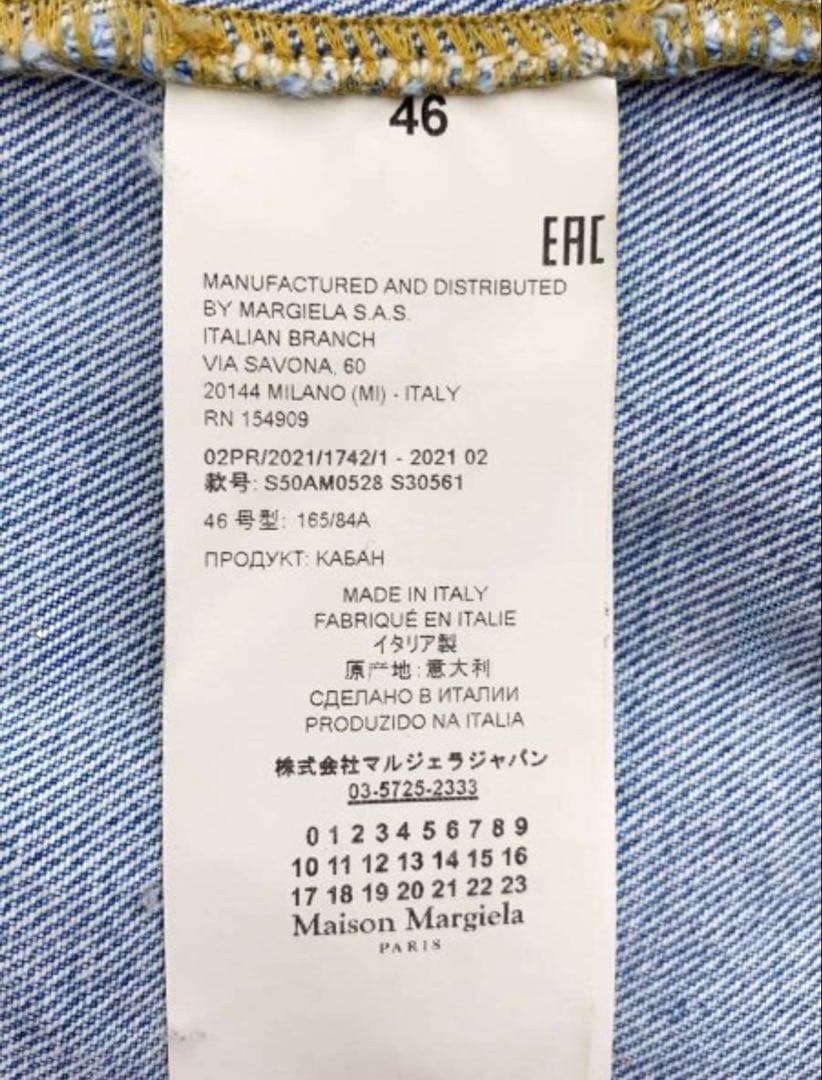 46
EAC
MANUFACTURED AND DISTRIBUTED
BY MARGIELA S.A.S.
ITALIAN BRANCH
VIA SAVONA, 60
20144 MILANO (MI) - ITALY
RN 154909
02PR/2021/1742/1 - 2021 02
款号: S50AM0528 S30561
46 号型: 165/84A
ПРОДУКТ: КАБАН
MADE IN ITALY
FABRIQUÉ EN ITALIE
イタリア製
原产地:意大利
СДЕЛАНО В ИТАЛИИ
PRODUZIDO NA ITALIA
株式会社マルジェラジャパン
03-5725-2333
0 1 2 3 4 5 6 7 8 9
10 11 12 13 14 15 16
17 18 19 20 21 22 23
Maison Margiela
PARIS